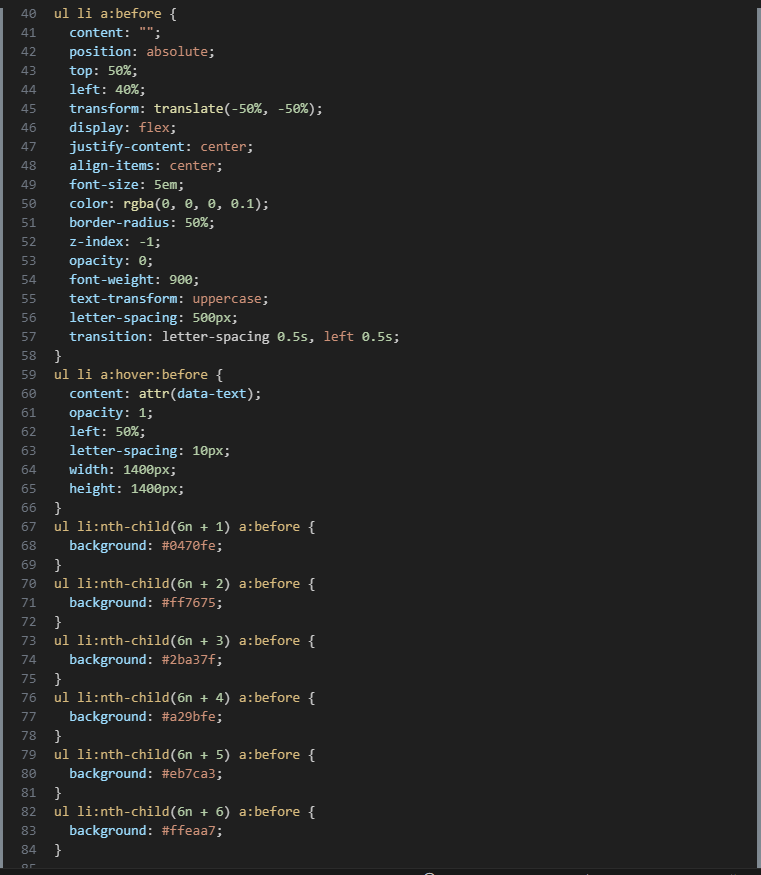 40 ul li a:before {
41   content: "";
42   position: absolute;
43   top: 50%;
44   left: 40%;
45   transform: translate(-50%, -50%);
46   display: flex;
47   justify-content: center;
48   align-items: center;
49   font-size: 5em;
50   color: rgba(0, 0, 0, 0.1);
51   border-radius: 50%;
52   z-index: -1;
53   opacity: 0;
54   font-weight: 900;
55   text-transform: uppercase;
56   letter-spacing: 500px;
57   transition: letter-spacing 0.5s, left 0.5s;
58 }
59 ul li a:hover:before {
60   content: attr(data-text);
61   opacity: 1;
62   left: 50%;
63   letter-spacing: 10px;
64   width: 1400px;
65   height: 1400px;
66 }
67 ul li:nth-child(6n + 1) a:before {
68   background: #0470fe;
69 }
70 ul li:nth-child(6n + 2) a:before {
71   background: #ff7675;
72 }
73 ul li:nth-child(6n + 3) a:before {
74   background: #2ba37f;
75 }
76 ul li:nth-child(6n + 4) a:before {
77   background: #a29bfe;
78 }
79 ul li:nth-child(6n + 5) a:before {
80   background: #eb7ca3;
81 }
82 ul li:nth-child(6n + 6) a:before {
83   background: #ffeaa7;
84 }